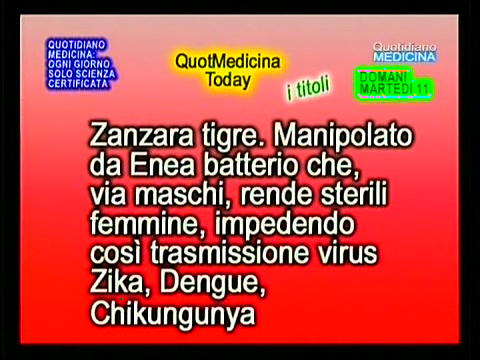 QUOTIDIANO
MEDICINA:
OGNI GIORNO
SOLO SCIENZA
CERTIFICATA
QuotMedicina
Today
i titoli
Quotidiano
MEDICINA
DOMANI
MARTEDI 11
Zanzara tigre. Manipolato
da Enea batterio che,
via maschi, rende sterili
femmine, impedendo
così trasmissione virus
Zika, Dengue,
Chikungunya